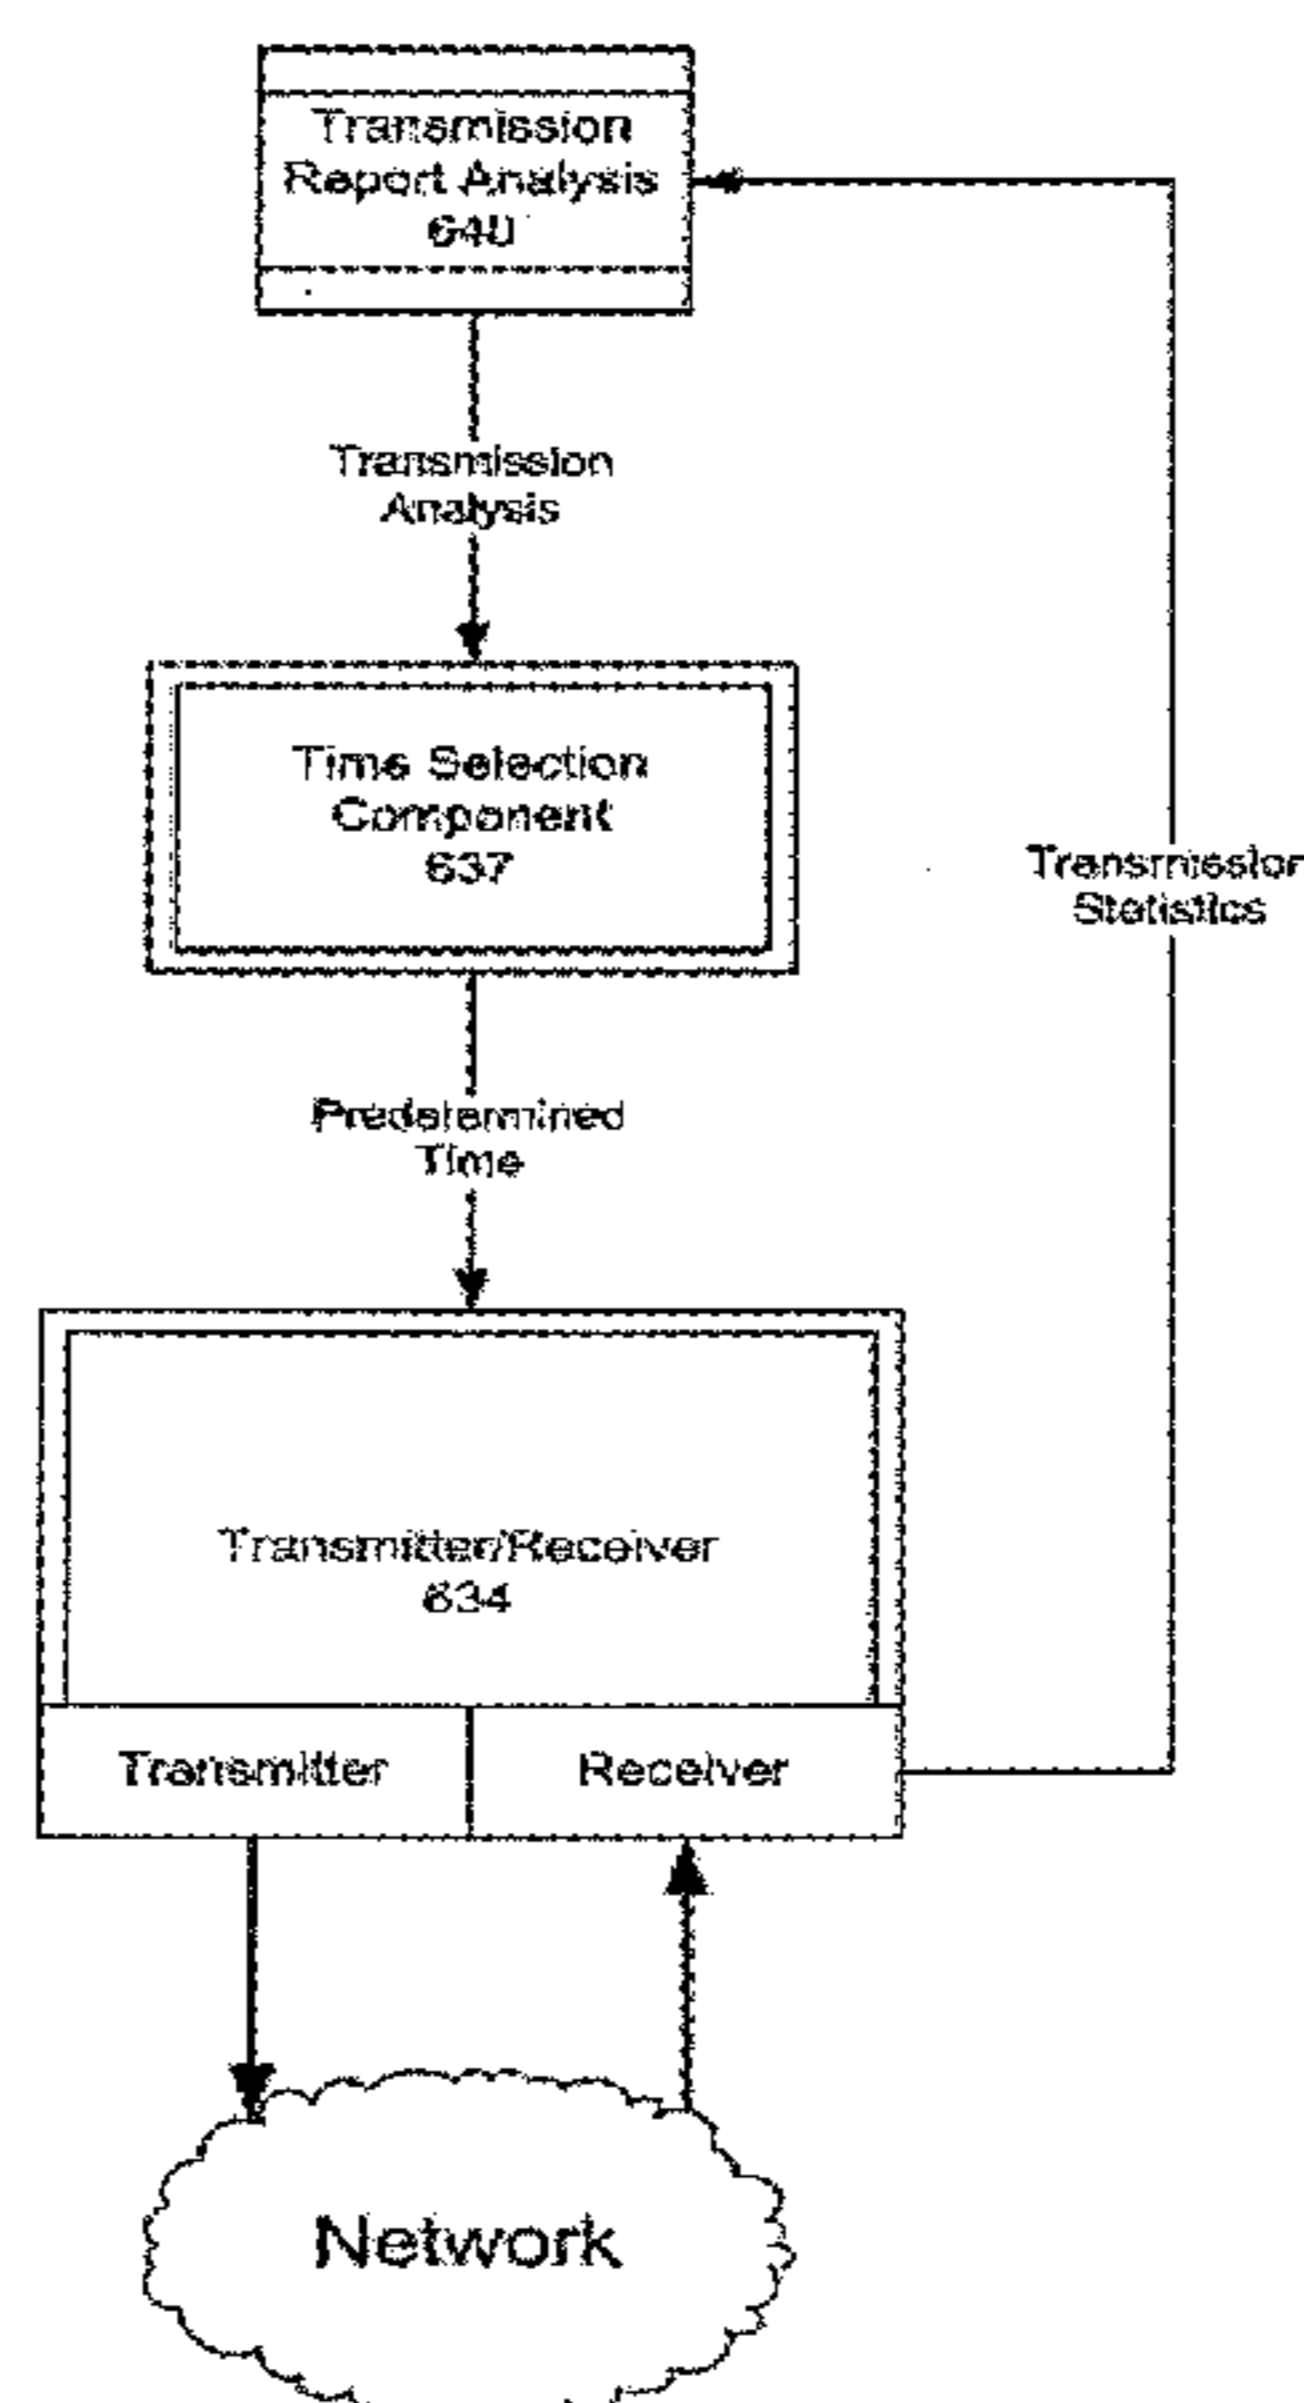 Transmission
Report Analysis
640
Transmission
Analysis
Time Selection
Component
637
Transmission
Statistics
Predetermined
Time
Transmitter/Receiver
634
Transmitter
Receiver
Network